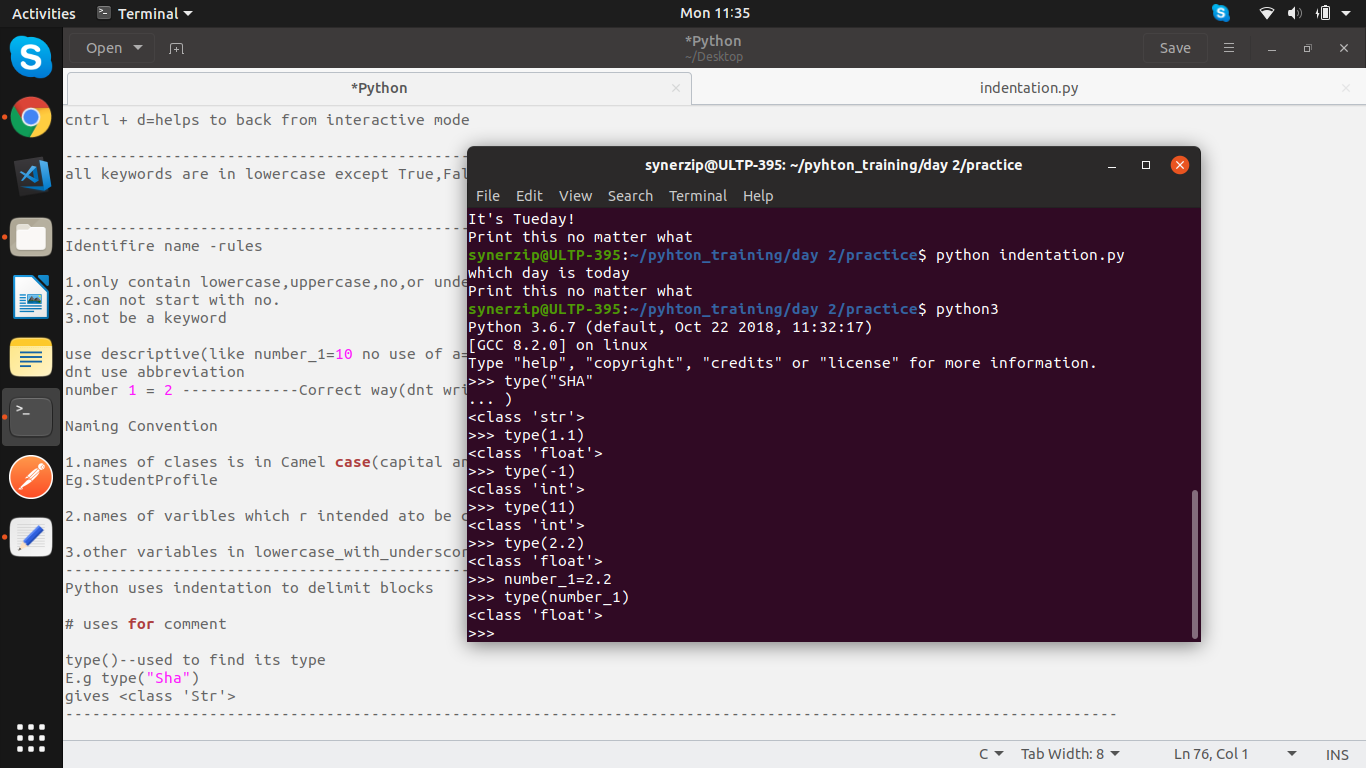 Activities Terminal Mon 11:35
Open *Python ~/Desktop Save
*Python indentation.py
cntrl + d=helps to back from interactive mode
--------------------------------------------
all keywords are in lowercase except True,Fal
--------------------------------------------
Identifire name -rules
1.only contain lowercase,uppercase,no,or unde
2.can not start with no.
3.not be a keyword
use descriptive(like number_1=10 no use of a=
dnt use abbreviation
number 1 = 2 -------------Correct way(dnt wri
Naming Convention
1.names of clases is in Camel case(capital an
Eg.StudentProfile
2.names of varibles which r intended ato be c
3.other variables in lowercase_with_underscor
--------------------------------------------
Python uses indentation to delimit blocks
# uses for comment
type()--used to find its type
E.g type("Sha")
gives <class 'Str'>
---------------------------------------------------------------------------------------------------------------------
synerzip@ULTP-395: ~/pyhton_training/day 2/practice
File Edit View Search Terminal Help
It's Tueday!
Print this no matter what
synerzip@ULTP-395:~/pyhton_training/day 2/practice$ python indentation.py
which day is today
Print this no matter what
synerzip@ULTP-395:~/pyhton_training/day 2/practice$ python3
Python 3.6.7 (default, Oct 22 2018, 11:32:17)
[GCC 8.2.0] on linux
Type "help", "copyright", "credits" or "license" for more information.
>>> type("SHA"
... )
<class 'str'>
>>> type(1.1)
<class 'float'>
>>> type(-1)
<class 'int'>
>>> type(11)
<class 'int'>
>>> type(2.2)
<class 'float'>
>>> number_1=2.2
>>> type(number_1)
<class 'float'>
>>>
C Tab Width: 8 Ln 76, Col 1 INS